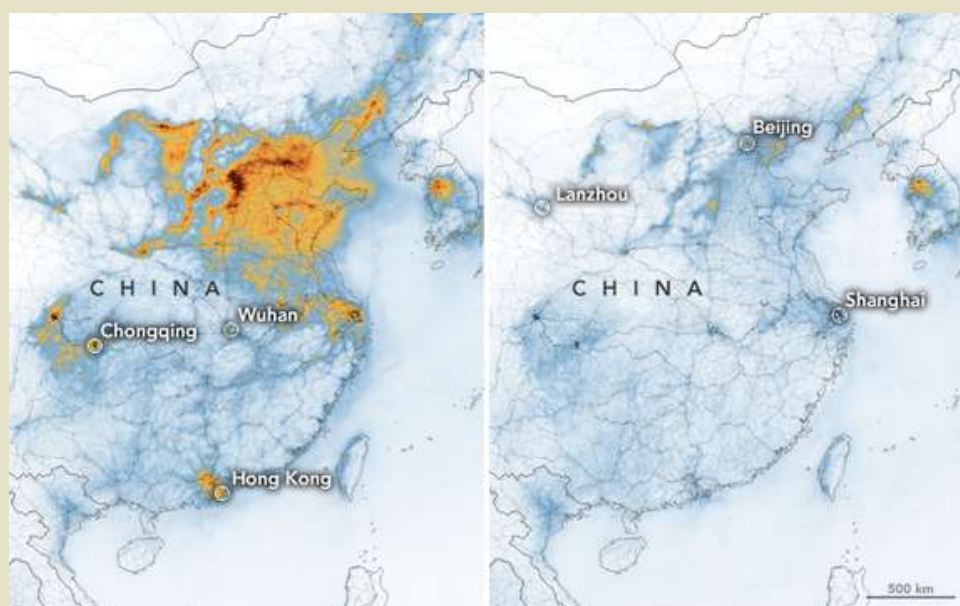 CHINA
Wuhan
Chongqing
Hong Kong
Beijing
Lanzhou
CHINA
Shanghai
500 km